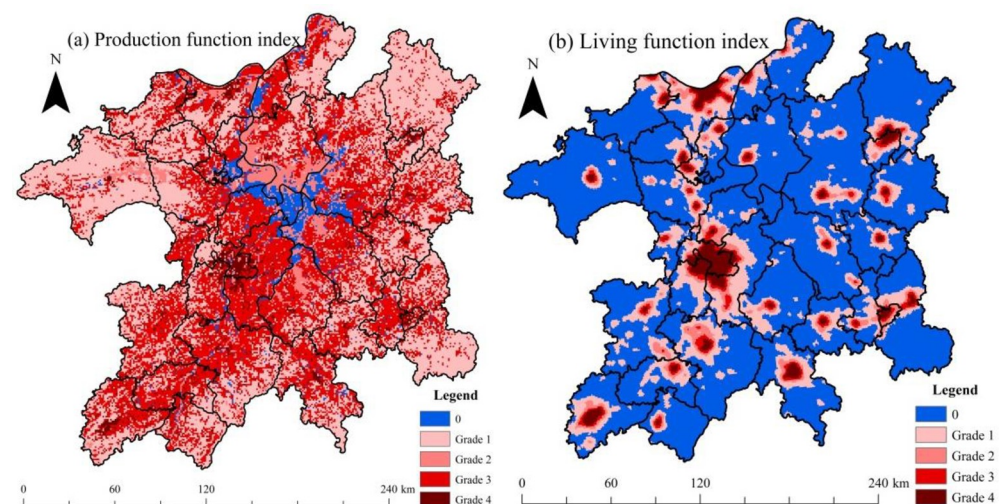 (a) Production function index
N
Legend
0
Grade 1
Grade 2
Grade 3
Grade 4
0 60 120 240 km
(b) Living function index
N
Legend
0
Grade 1
Grade 2
Grade 3
Grade 4
0 60 120 240 km